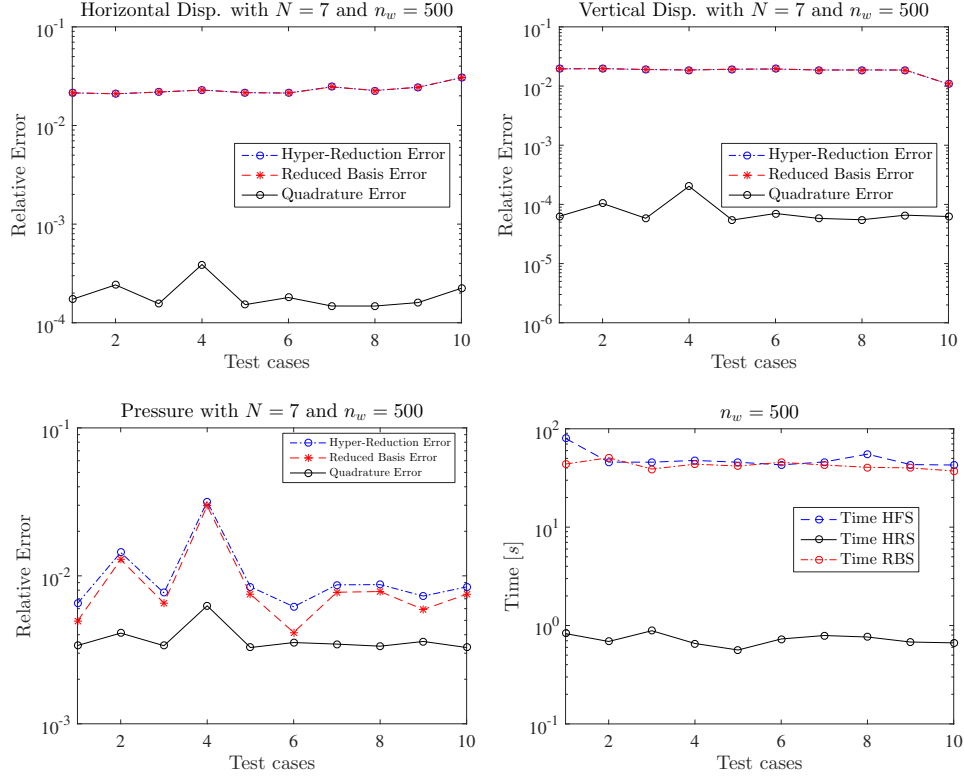 Horizontal Disp. with N = 7 and n_w = 500
10^-1
10^-2
10^-3
10^-4
Relative Error
Hyper-Reduction Error
Reduced Basis Error
Quadrature Error
2 4 6 8 10
Test cases
Vertical Disp. with N = 7 and n_w = 500
10^-1
10^-2
10^-3
10^-4
10^-5
10^-6
Relative Error
Hyper-Reduction Error
Reduced Basis Error
Quadrature Error
2 4 6 8 10
Test cases
Pressure with N = 7 and n_w = 500
10^-1
10^-2
10^-3
Relative Error
Hyper-Reduction Error
Reduced Basis Error
Quadrature Error
2 4 6 8 10
Test cases
n_w = 500
10^2
10^1
10^0
10^-1
Time [s]
Time HFS
Time HRS
Time RBS
2 4 6 8 10
Test cases